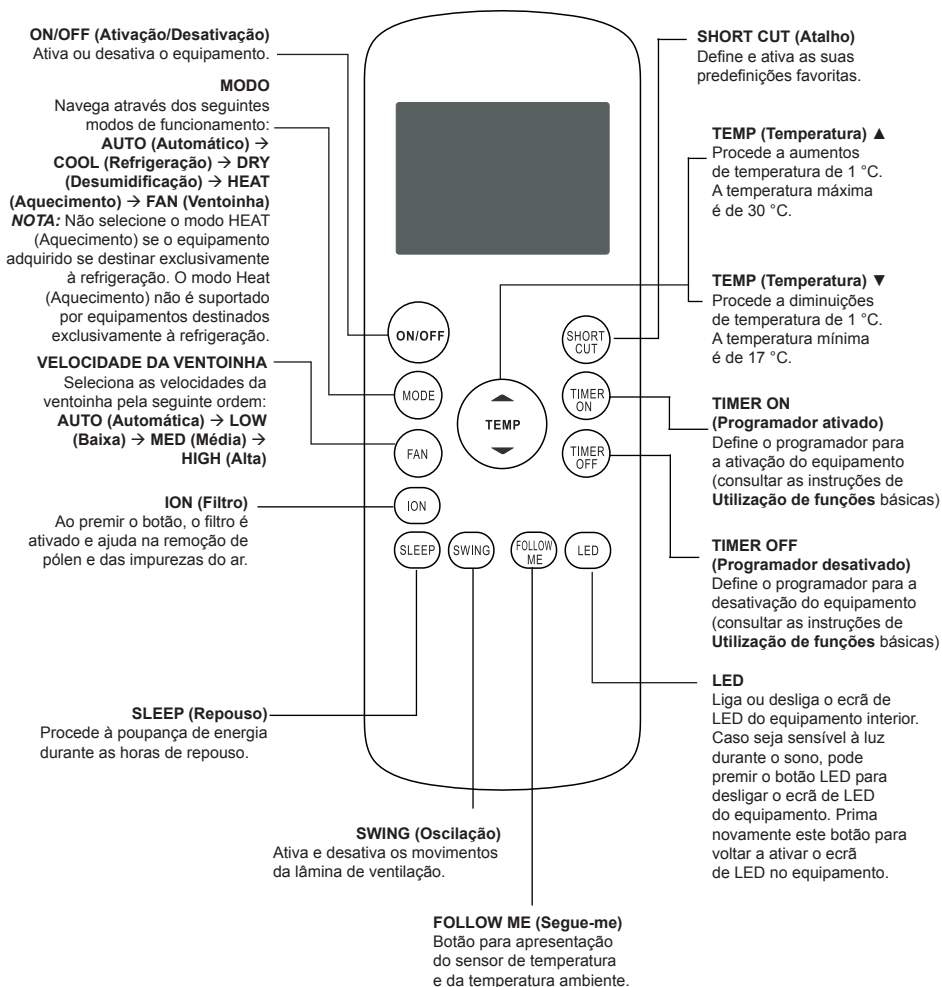 ON/OFF (Ativação/Desativação)
Ativa ou desativa o equipamento.
MODO
Navega através dos seguintes
modos de funcionamento:
AUTO (Automático) →
COOL (Refrigeração) → DRY
(Desumidificação) → HEAT
(Aquecimento) → FAN (Ventoinha)
NOTA: Não selecione o modo HEAT
(Aquecimento) se o equipamento
adquirido se destinar exclusivamente
à refrigeração. O modo Heat
(Aquecimento) não é suportado
por equipamentos destinados
exclusivamente à refrigeração.
VELOCIDADE DA VENTOINHA
Seleciona as velocidades da
ventoinha pela seguinte ordem:
AUTO (Automática) → LOW
(Baixa) → MED (Média) →
HIGH (Alta)
ION (Filtro)
Ao premir o botão, o filtro é
ativado e ajuda na remoção de
pólen e das impurezas do ar.
SLEEP (Repouso)
Procede à poupança de energia
durante as horas de repouso.
SWING (Oscilação)
Ativa e desativa os movimentos
da lâmina de ventilação.
FOLLOW ME (Segue-me)
Botão para apresentação
do sensor de temperatura
e da temperatura ambiente.
ON/OFF
MODE
FAN
ION
SLEEP
SWING
FOLLOW
ME
LED
TEMP
SHORT
CUT
TIMER
ON
TIMER
OFF
SHORT CUT (Atalho)
Define e ativa as suas
predefinições favoritas.
TEMP (Temperatura) ▲
Procede a aumentos
de temperatura de 1 °C.
A temperatura máxima
é de 30 °C.
TEMP (Temperatura) ▼
Procede a diminuições
de temperatura de 1 °C.
A temperatura mínima
é de 17 °C.
TIMER ON
(Programador ativado)
Define o programador para
a ativação do equipamento
(consultar as instruções de
Utilização de funções básicas)
TIMER OFF
(Programador desativado)
Define o programador para a
desativação do equipamento
(consultar as instruções de
Utilização de funções básicas)
LED
Liga ou desliga o ecrã de
LED do equipamento interior.
Caso seja sensível à luz
durante o sono, pode
premir o botão LED para
desligar o ecrã de LED
do equipamento. Prima
novamente este botão para
voltar a ativar o ecrã
de LED no equipamento.